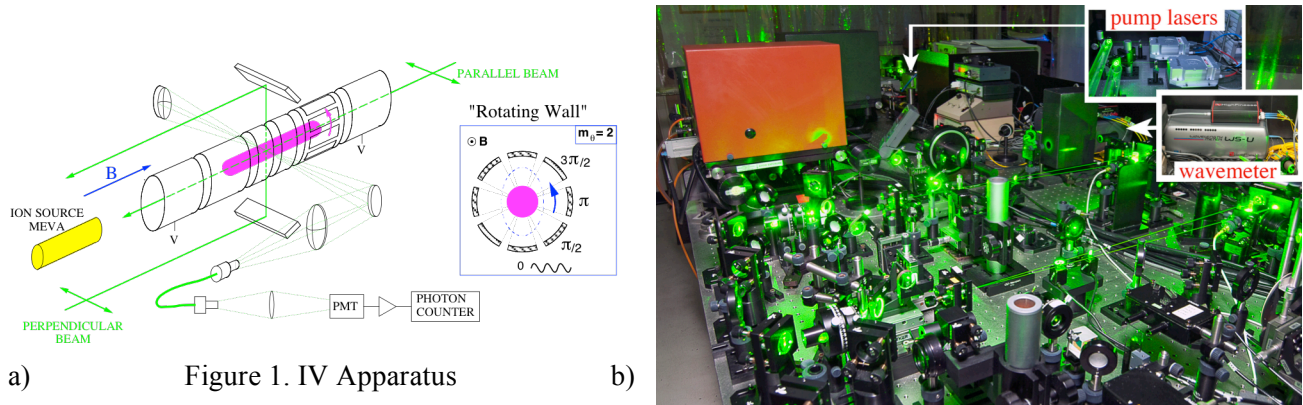 PARALLEL BEAM
"Rotating Wall"
B
mθ = 2
3π/2
π
π/2
0
B
V
ION SOURCE
MEVA
V
PERPENDICULAR
BEAM
PMT
PHOTON
COUNTER
a)
Figure 1. IV Apparatus
b)
pump lasers
WS-U
wavemeter